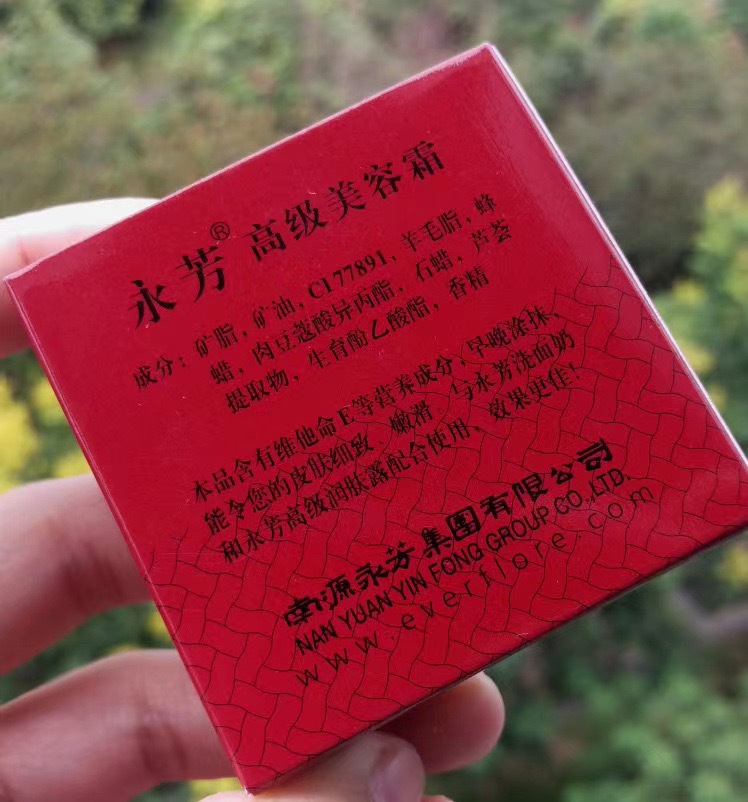 永芳® 高级美容霜
成分：矿脂，矿油，CI 77891，羊毛脂，蜂
蜡，肉豆蔻酸异丙酯，石蜡，芦荟
提取物，生育酚乙酸酯，香精
本品含有维他命E等营养成分，早晚涂抹，
能令您的皮肤细致、嫩滑。与永芳洗面奶
和永芳高级润肤露配合使用，效果更佳！
南源永芳集團有限公司
NAN YUAN YIN FONG GROUP CO.,LTD.
www.everflore.com